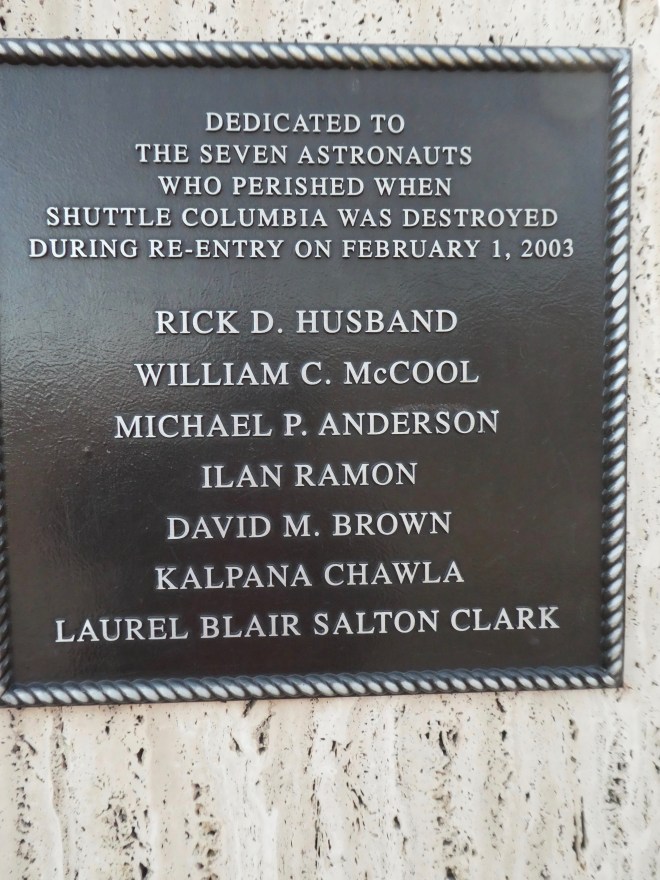 DEDICATED TO
THE SEVEN ASTRONAUTS
WHO PERISHED WHEN
SHUTTLE COLUMBIA WAS DESTROYED
DURING RE-ENTRY ON FEBRUARY 1, 2003
RICK D. HUSBAND
WILLIAM C. McCOOL
MICHAEL P. ANDERSON
ILAN RAMON
DAVID M. BROWN
KALPANA CHAWLA
LAUREL BLAIR SALTON CLARK